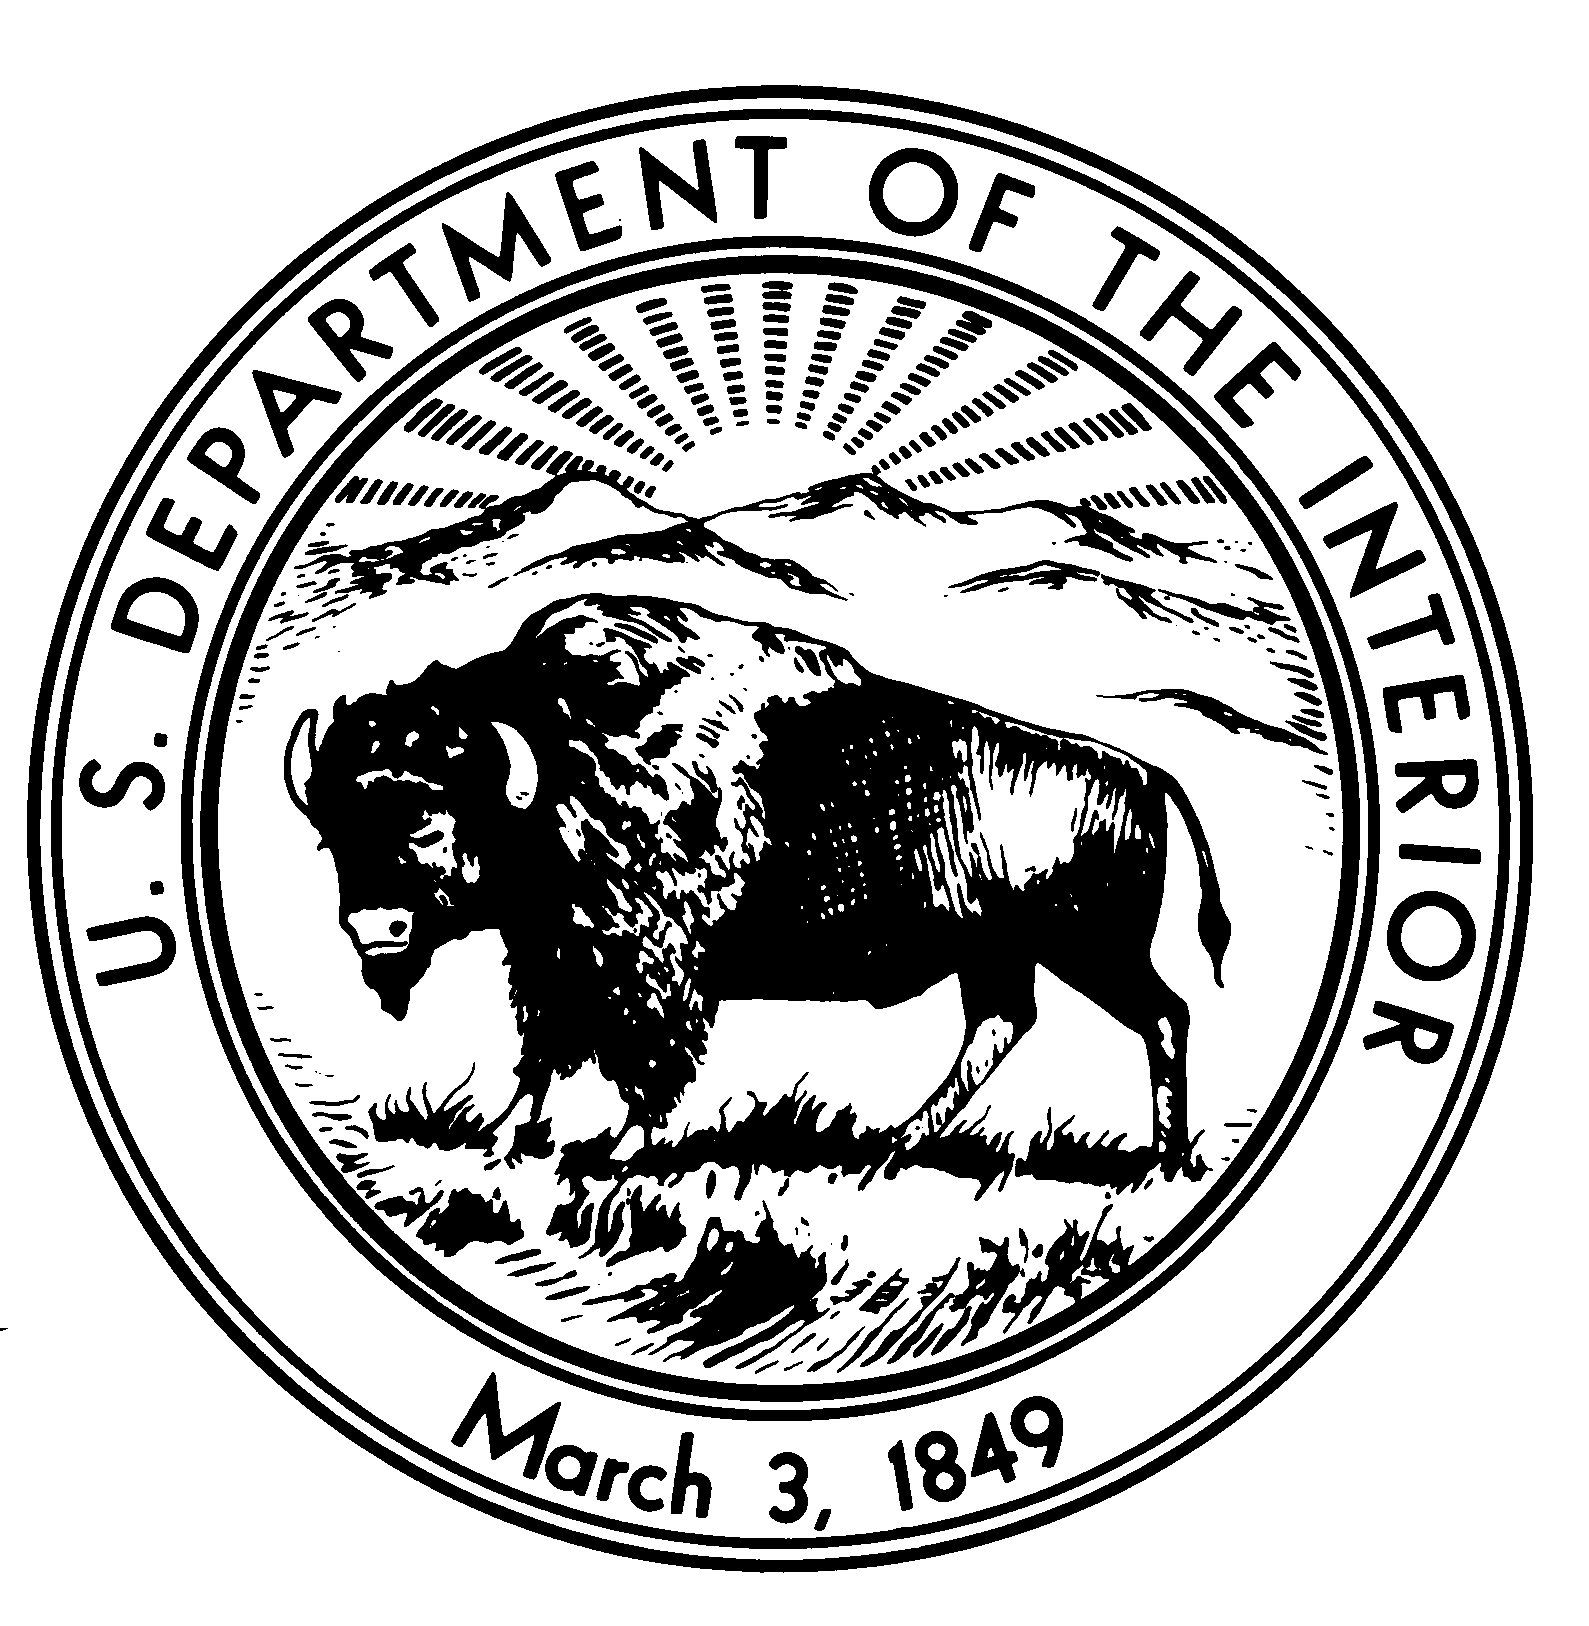 U. S. DEPARTMENT OF THE INTERIOR
March 3, 1849